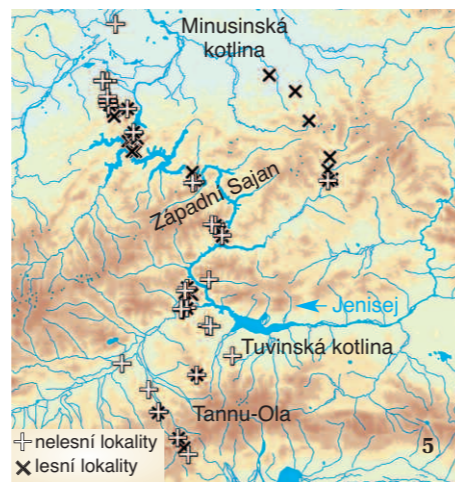 Minusinská
kotlina
Západní Sajan
Jenisej
Tuvinská kotlina
Tannu-Ola
nelesní lokality
lesní lokality
5